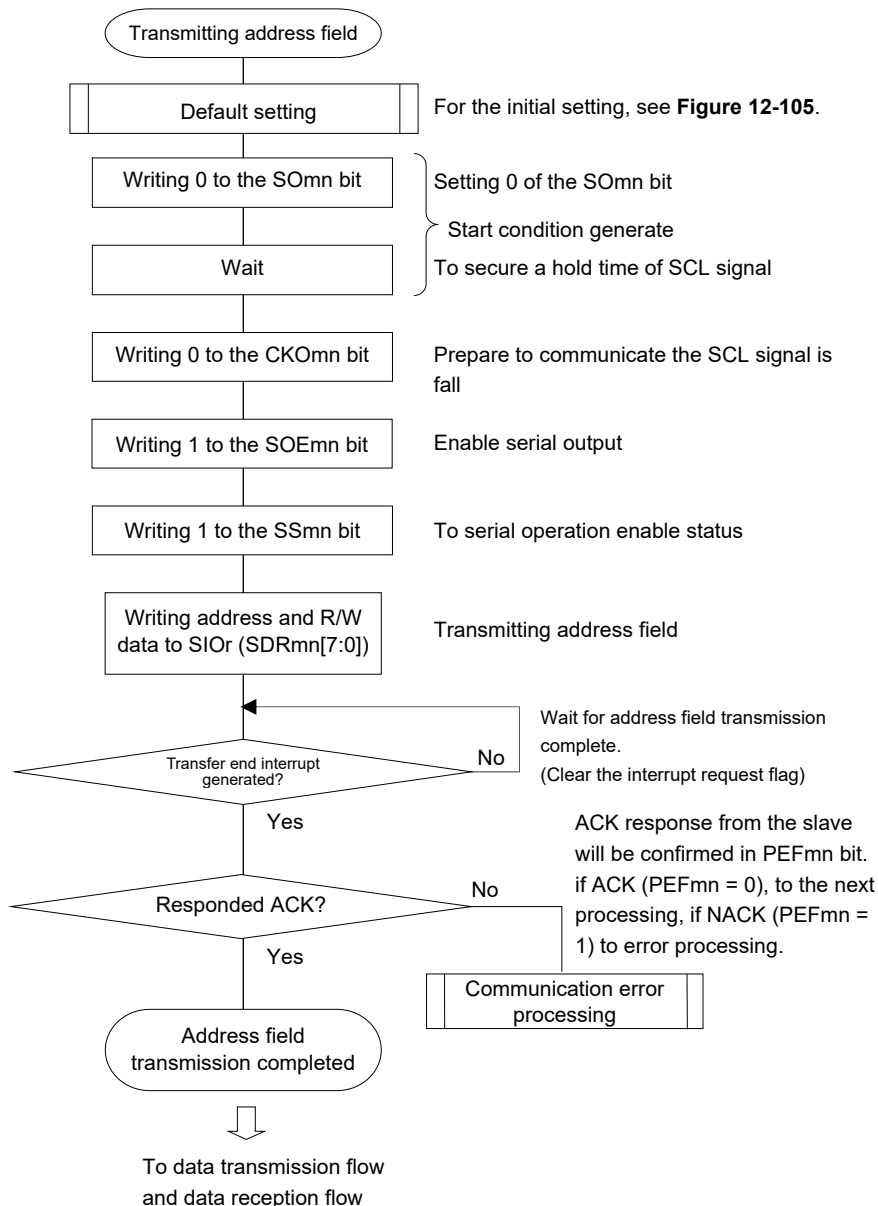 Transmitting address field
Default setting
For the initial setting, see Figure 12-105.
Writing 0 to the SOmn bit
Setting 0 of the SOmn bit
Start condition generate
Wait
To secure a hold time of SCL signal
Writing 0 to the CKOmn bit
Prepare to communicate the SCL signal is
fall
Writing 1 to the SOEmn bit
Enable serial output
Writing 1 to the SSmn bit
To serial operation enable status
Writing address and R/W
data to SIOr (SDRmn[7:0])
Transmitting address field
Wait for address field transmission
complete.
(Clear the interrupt request flag)
Transfer end interrupt
generated?
No
Yes
ACK response from the slave
will be confirmed in PEFmn bit.
if ACK (PEFmn = 0), to the next
processing, if NACK (PEFmn =
1) to error processing.
Responded ACK?
No
Yes
Communication error
processing
Address field
transmission completed
To data transmission flow
and data reception flow